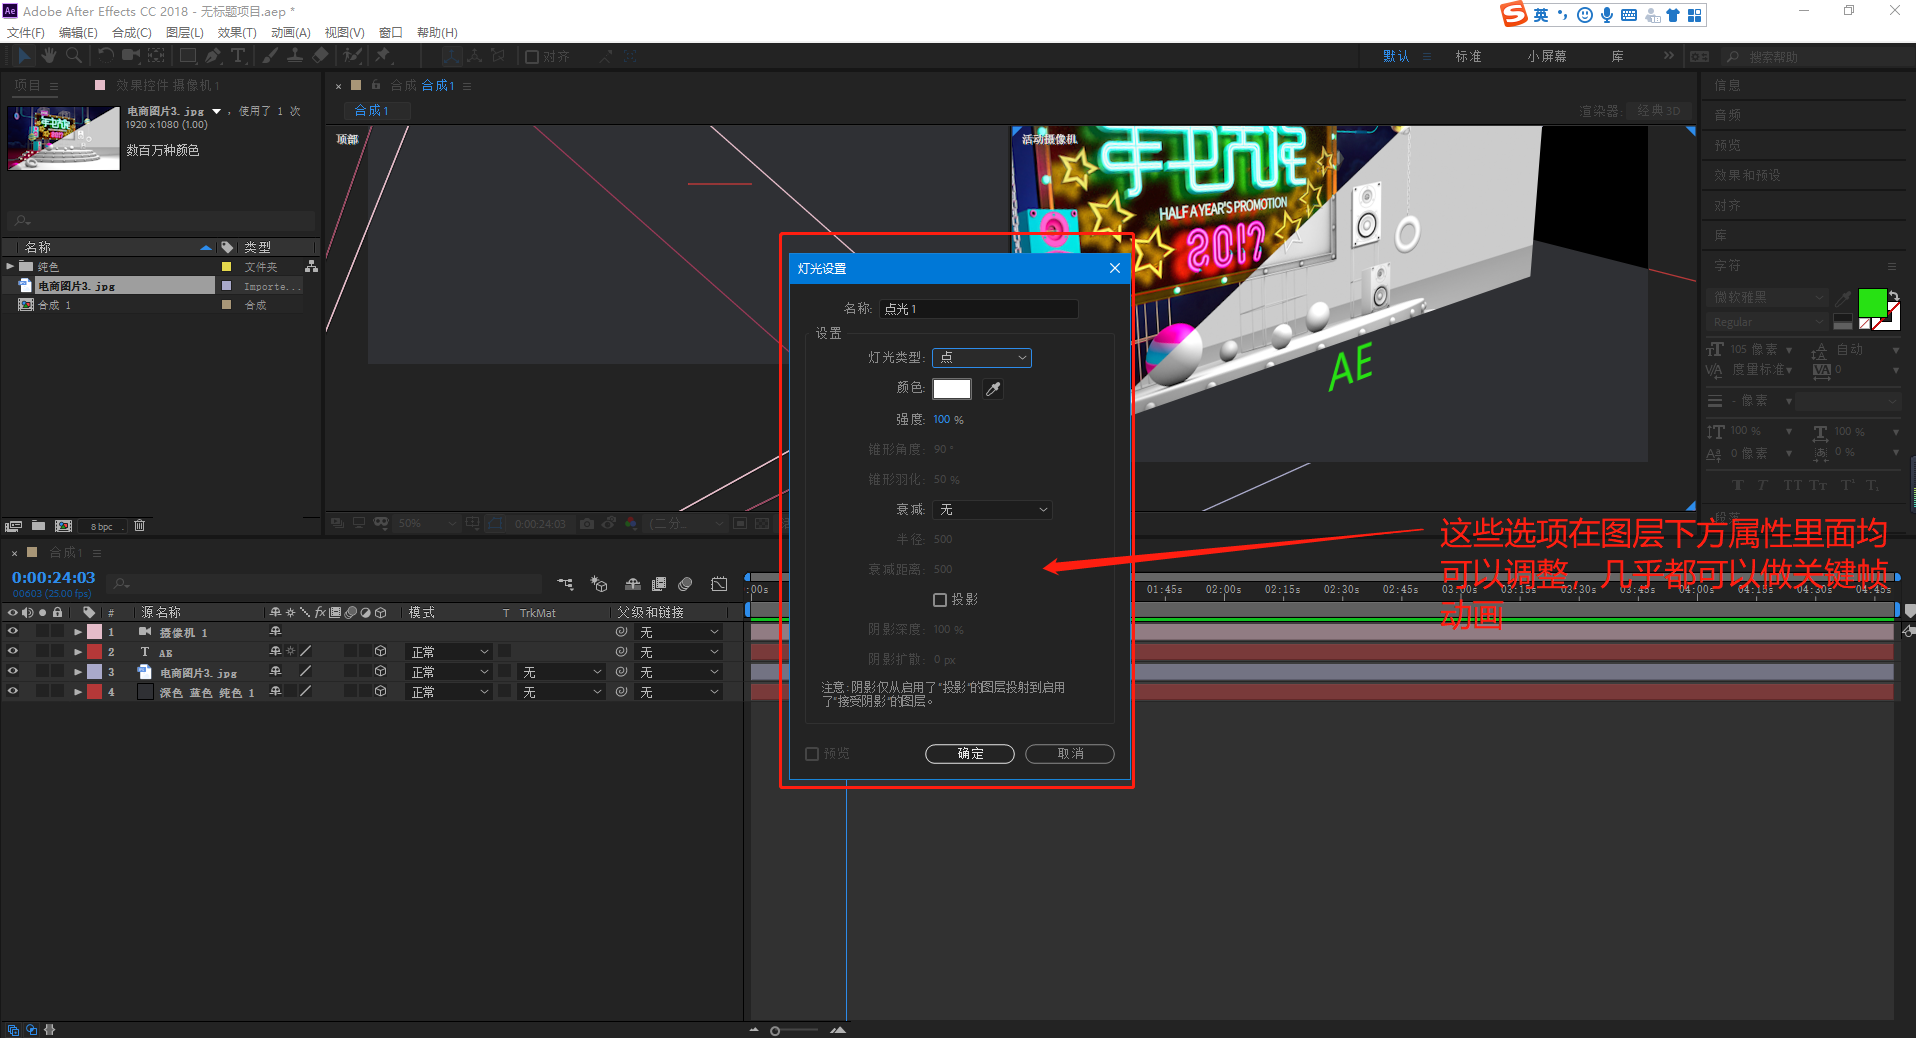 Ae Adobe After Effects CC 2018 - 无标题项目.aep *
英
文件(F) 编辑(E) 合成(C) 图层(L) 效果(T) 动画(A) 视图(V) 窗口 帮助(H)
对齐
默认 标准 小屏幕 库 搜索帮助
项目 效果控件 摄像机 1
电商图片3.jpg ▼ ，使用了 1 次
1920 x1080 (1.00)
数百万种颜色
名称 类型
纯色 文件夹
电商图片3.jpg Importe...
合成 1 合成
8 bpc
合成 合成1
合成1
渲染器: 经典 3D
顶部
活动摄像机
HALF A YEAR'S PROMOTION
2017
AE
50% 0:00:24:03 (二分...
信息
音频
预览
效果和预设
对齐
库
字符
微软雅黑
Regular
105 像素 自动
度量标准 0
- 像素
100 % 100 %
0 像素 0 %
段落
灯光设置
名称: 点光 1
设置
灯光类型: 点
颜色:
强度: 100 %
锥形角度: 90 °
锥形羽化: 50 %
衰减: 无
半径: 500
衰减距离: 500
投影
阴影深度: 100 %
阴影扩散: 0 px
注意:阴影仅从启用了"投影"的图层投射到启用
了"接受阴影"的图层。
预览 确定 取消
这些选项在图层下方属性里面均
可以调整，几乎都可以做关键帧
动画
合成1
0:00:24:03
00603 (25.00 fps)
# 源名称 fx 模式 T TrkMat 父级和链接
:00s 01:45s 02:00s 02:15s 02:30s 02:45s 03:00s 03:15s 03:30s 03:45s 04:00s 04:15s 04:30s 04:45s
1 摄像机 1 无
2 T AE 正常 无
3 电商图片3.jpg 正常 无 无
4 深色 蓝色 纯色 1 正常 无 无